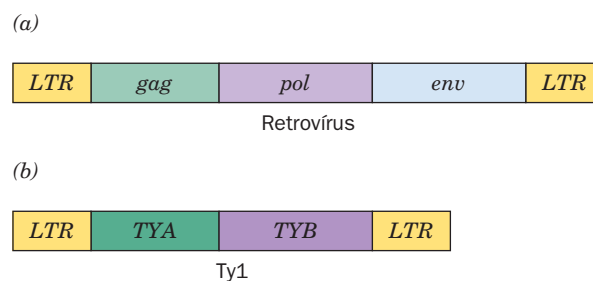 (a)
LTR gag pol env LTR
Retrovírus
(b)
LTR TYA TYB LTR
Ty1